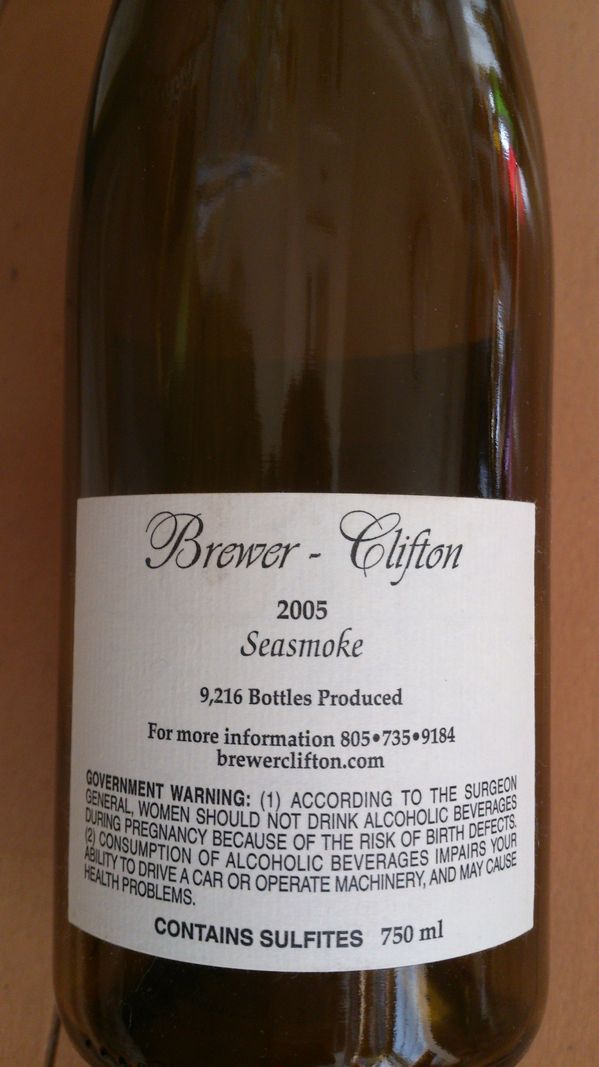 Brewer - Clifton
2005
Seasmoke
9,216 Bottles Produced
For more information 805•735•9184
brewerclifton.com
GOVERNMENT WARNING: (1) ACCORDING TO THE SURGEON
GENERAL, WOMEN SHOULD NOT DRINK ALCOHOLIC BEVERAGES
DURING PREGNANCY BECAUSE OF THE RISK OF BIRTH DEFECTS.
(2) CONSUMPTION OF ALCOHOLIC BEVERAGES IMPAIRS YOUR
ABILITY TO DRIVE A CAR OR OPERATE MACHINERY, AND MAY CAUSE
HEALTH PROBLEMS.
CONTAINS SULFITES 750 ml